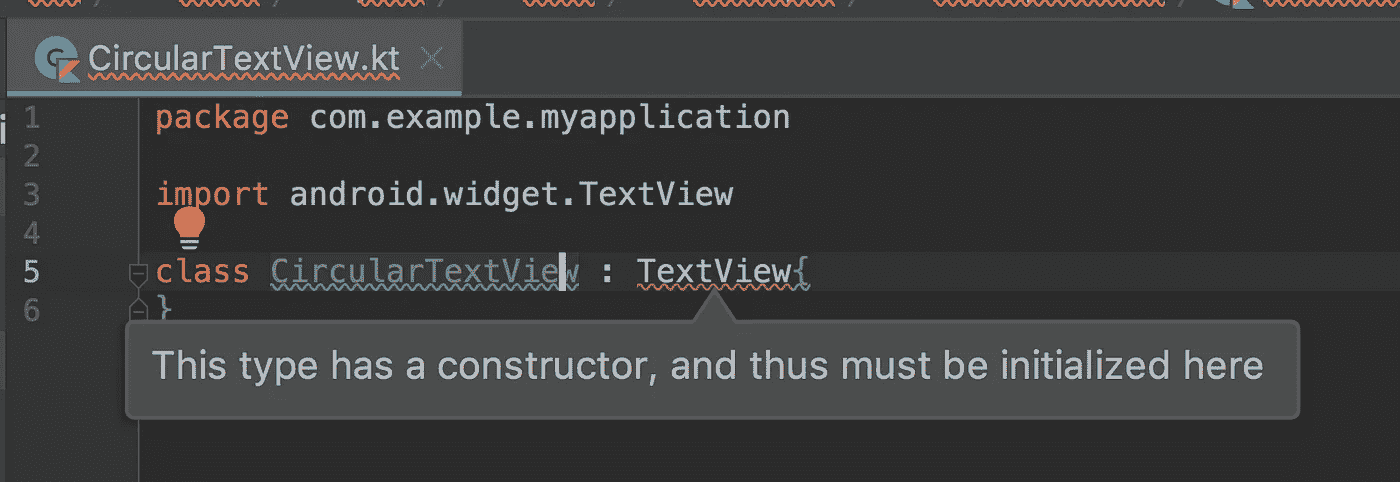 CircularTextView.kt
1 package com.example.myapplication
2
3 import android.widget.TextView
4
5 class CircularTextView : TextView{
6 }
This type has a constructor, and thus must be initialized here